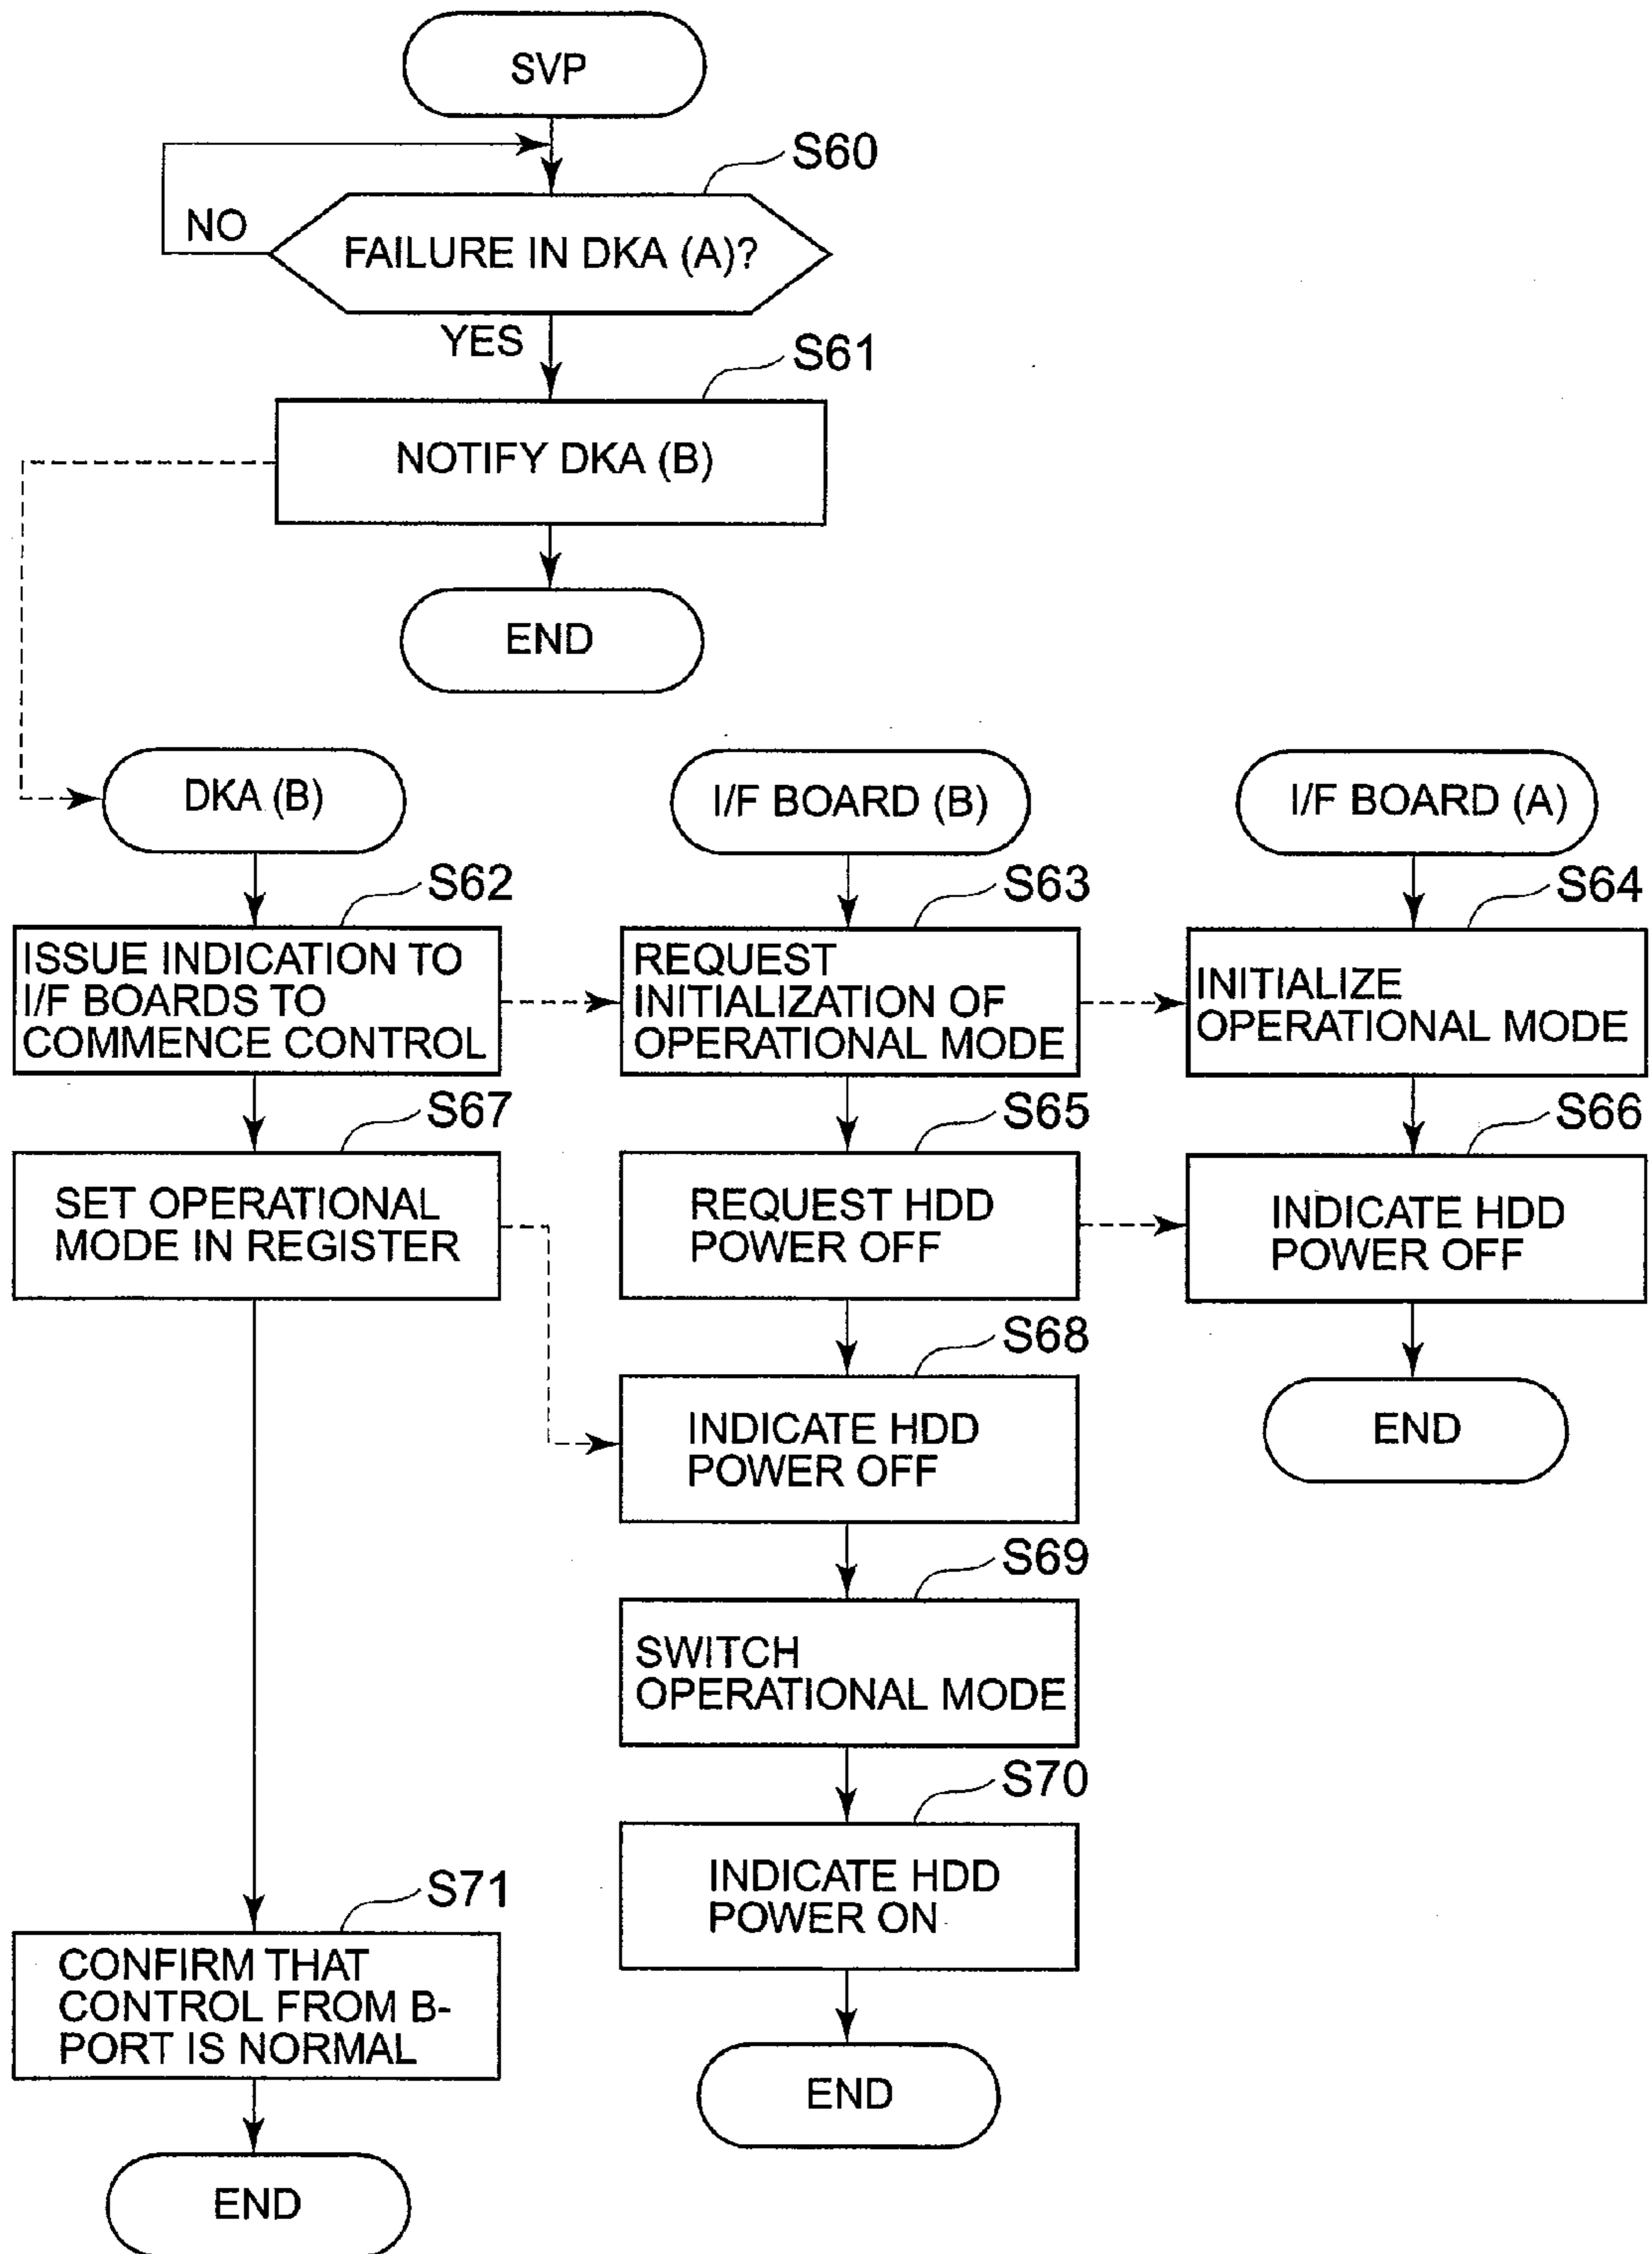 SVP
S60
NO
FAILURE IN DKA (A)?
YES
S61
NOTIFY DKA (B)
END
DKA (B)
I/F BOARD (B)
I/F BOARD (A)
S62
S63
S64
ISSUE INDICATION TO
I/F BOARDS TO
COMMENCE CONTROL
REQUEST
INITIALIZATION OF
OPERATIONAL MODE
INITIALIZE
OPERATIONAL MODE
S67
S65
S66
SET OPERATIONAL
MODE IN REGISTER
REQUEST HDD
POWER OFF
INDICATE HDD
POWER OFF
S68
INDICATE HDD
POWER OFF
END
S69
SWITCH
OPERATIONAL MODE
S70
INDICATE HDD
POWER ON
S71
CONFIRM THAT
CONTROL FROM B-
PORT IS NORMAL
END
END